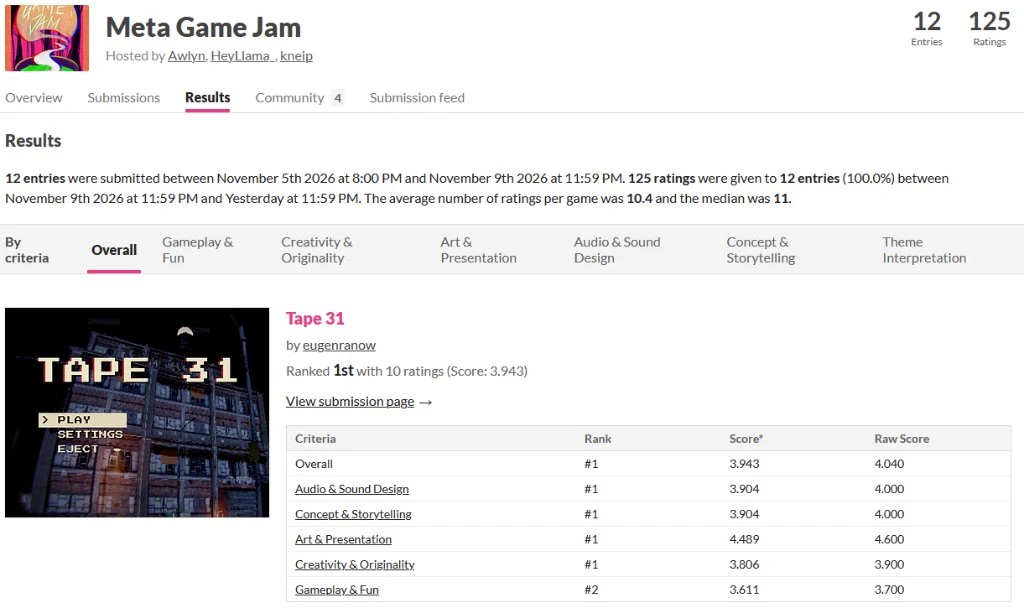 GAME
JAM
Meta Game Jam
Hosted by Awlyn, HeyLlama_, kneip
12
Entries
125
Ratings
Overview Submissions Results Community 4 Submission feed
Results
12 entries were submitted between November 5th 2026 at 8:00 PM and November 9th 2026 at 11:59 PM. 125 ratings were given to 12 entries (100.0%) between
November 9th 2026 at 11:59 PM and Yesterday at 11:59 PM. The average number of ratings per game was 10.4 and the median was 11.
By criteria
Overall
Gameplay & Fun
Creativity & Originality
Art & Presentation
Audio & Sound Design
Concept & Storytelling
Theme Interpretation
TAPE 31
> PLAY
SETTINGS
EJECT
Tape 31
by eugenranow
Ranked 1st with 10 ratings (Score: 3.943)
View submission page →
Criteria Rank Score* Raw Score
Overall #1 3.943 4.040
Audio & Sound Design #1 3.904 4.000
Concept & Storytelling #1 3.904 4.000
Art & Presentation #1 4.489 4.600
Creativity & Originality #1 3.806 3.900
Gameplay & Fun #2 3.611 3.700